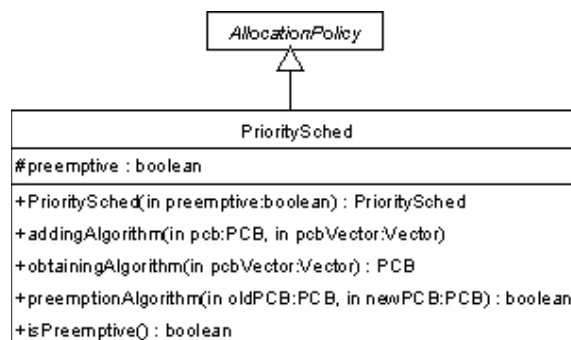 AllocationPolicy
PrioritySched
#preemptive : boolean
+PrioritySched(in preemptive:boolean) : PrioritySched
+addingAlgorithm(in pcb:PCB, in pcbVector:Vector)
+obtainingAlgorithm(in pcbVector:Vector) : PCB
+preemptionAlgorithm(in oldPCB:PCB, in newPCB:PCB) : boolean
+isPreemptive() : boolean